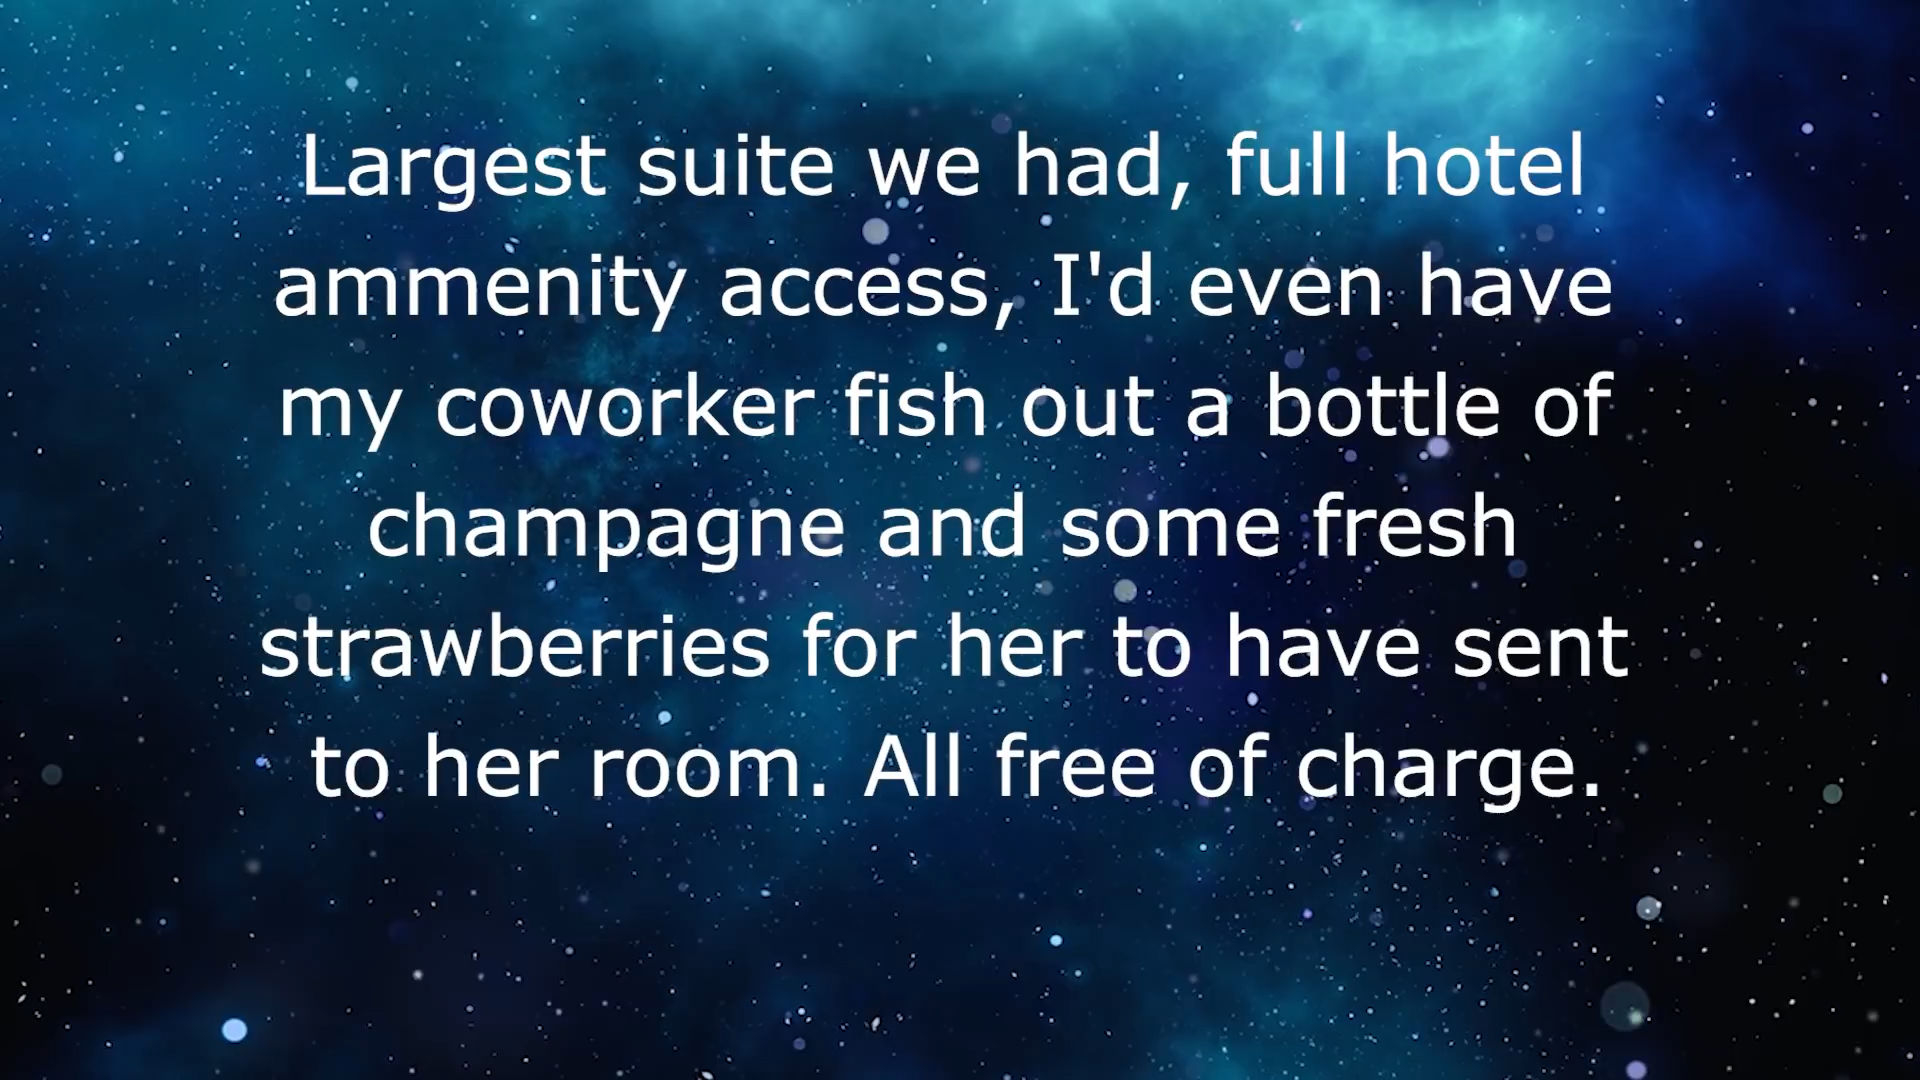 Largest suite we had, full hotel
ammenity access, I'd even have
my coworker fish out a bottle of
champagne and some fresh
strawberries for her to have sent
to her room. All free of charge.